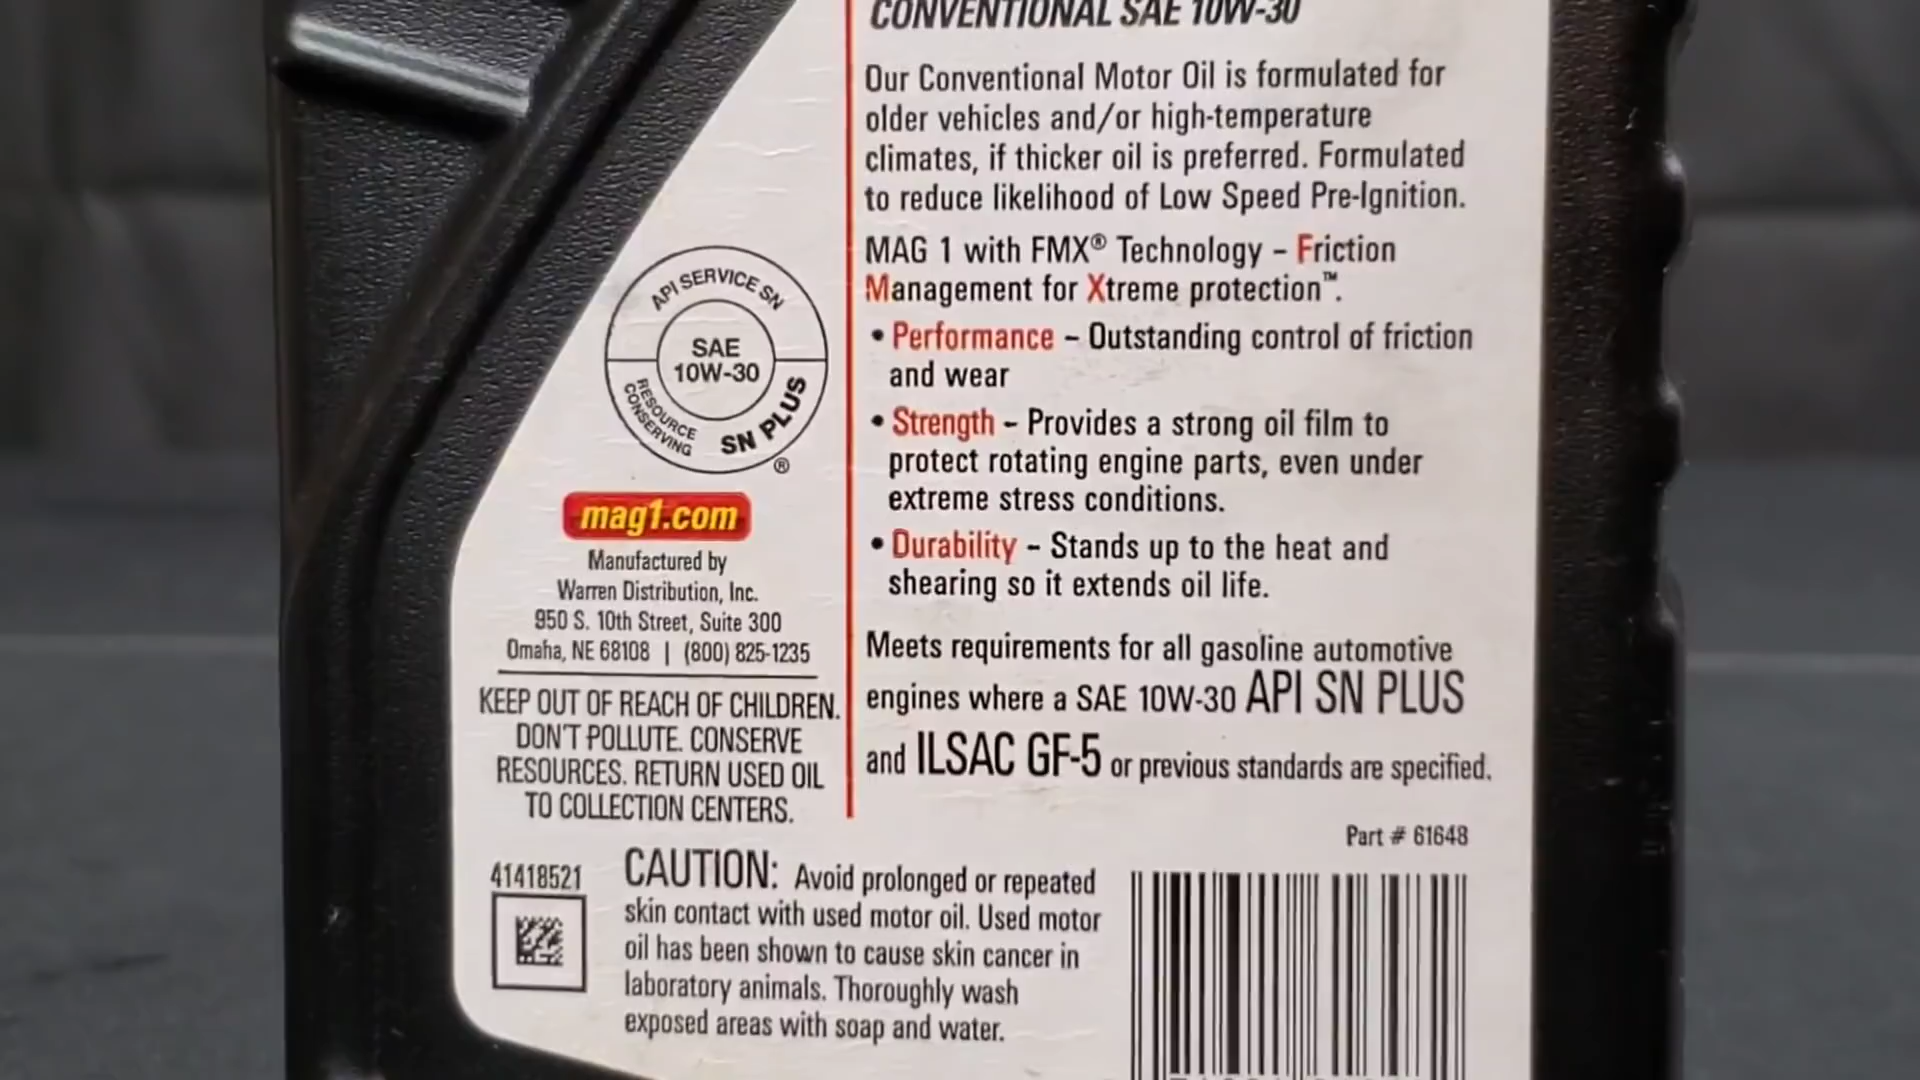 CONVENTIONAL SAE 10W-30
Our Conventional Motor Oil is formulated for
older vehicles and/or high-temperature
climates, if thicker oil is preferred. Formulated
to reduce likelihood of Low Speed Pre-Ignition.
MAG 1 with FMX® Technology – Friction
Management for Xtreme protection™.
• Performance – Outstanding control of friction
and wear
• Strength – Provides a strong oil film to
protect rotating engine parts, even under
extreme stress conditions.
• Durability – Stands up to the heat and
shearing so it extends oil life.
Meets requirements for all gasoline automotive
engines where a SAE 10W-30 API SN PLUS
and ILSAC GF-5 or previous standards are specified.
Part # 61648
API SERVICE SN
SAE
10W-30
RESOURCE
CONSERVING
SN PLUS
®
mag1.com
Manufactured by
Warren Distribution, Inc.
950 S. 10th Street, Suite 300
Omaha, NE 68108 | (800) 825-1235
KEEP OUT OF REACH OF CHILDREN.
DON'T POLLUTE. CONSERVE
RESOURCES. RETURN USED OIL
TO COLLECTION CENTERS.
41418521
CAUTION: Avoid prolonged or repeated
skin contact with used motor oil. Used motor
oil has been shown to cause skin cancer in
laboratory animals. Thoroughly wash
exposed areas with soap and water.